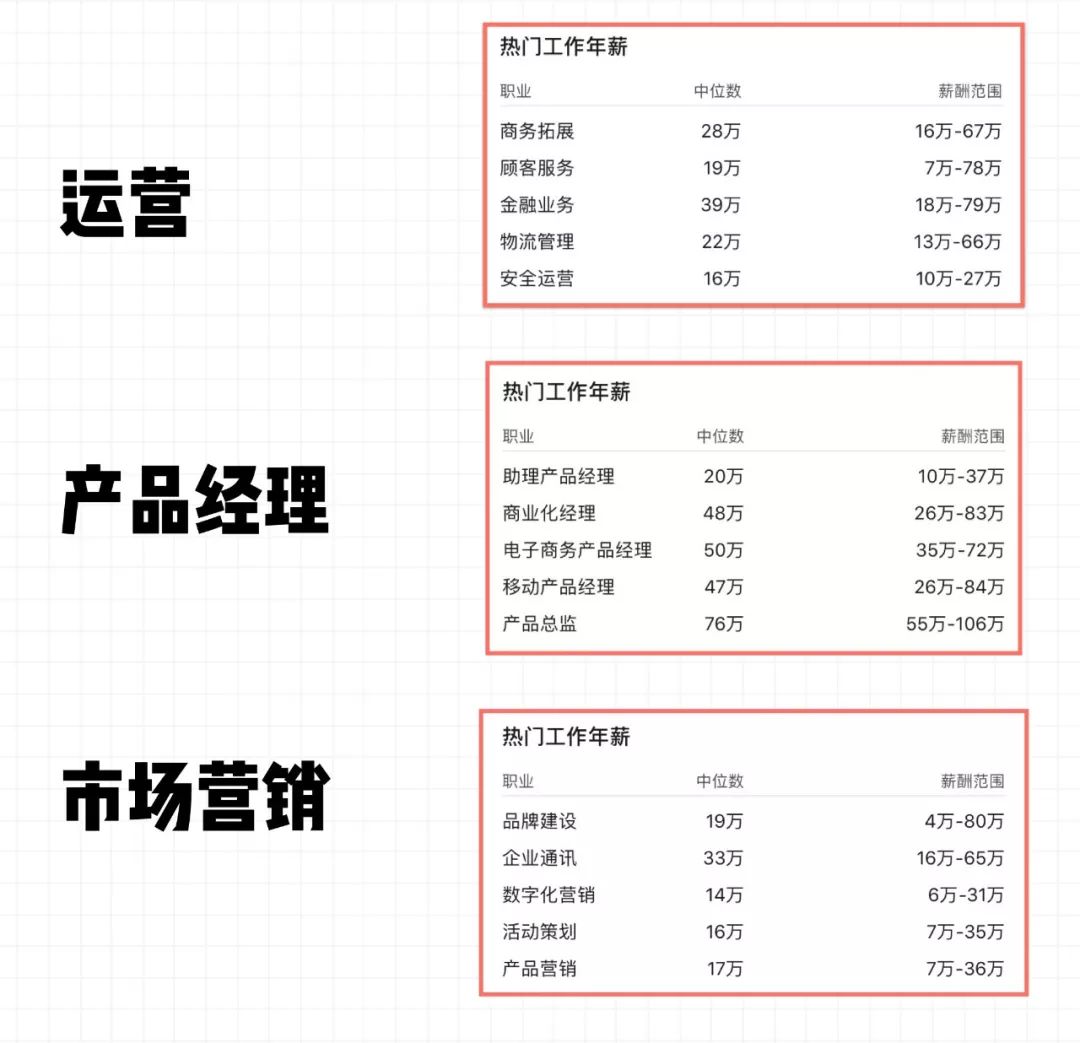 运营
热门工作年薪
职业 中位数 薪酬范围
商务拓展 28万 16万-67万
顾客服务 19万 7万-78万
金融业务 39万 18万-79万
物流管理 22万 13万-66万
安全运营 16万 10万-27万
产品经理
热门工作年薪
职业 中位数 薪酬范围
助理产品经理 20万 10万-37万
商业化经理 48万 26万-83万
电子商务产品经理 50万 35万-72万
移动产品经理 47万 26万-84万
产品总监 76万 55万-106万
市场营销
热门工作年薪
职业 中位数 薪酬范围
品牌建设 19万 4万-80万
企业通讯 33万 16万-65万
数字化营销 14万 6万-31万
活动策划 16万 7万-35万
产品营销 17万 7万-36万